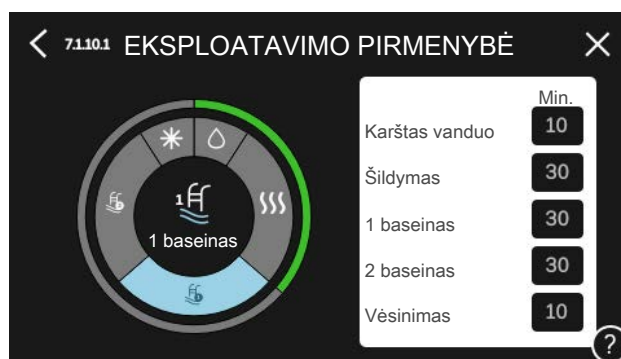 7.1.10.1 EKSPLOATAVIMO PIRMENYBĖ
Min.
Karštas vanduo 10
Šildymas 30
1 baseinas 30
2 baseinas 30
Vėsinimas 10
1
1 baseinas
?